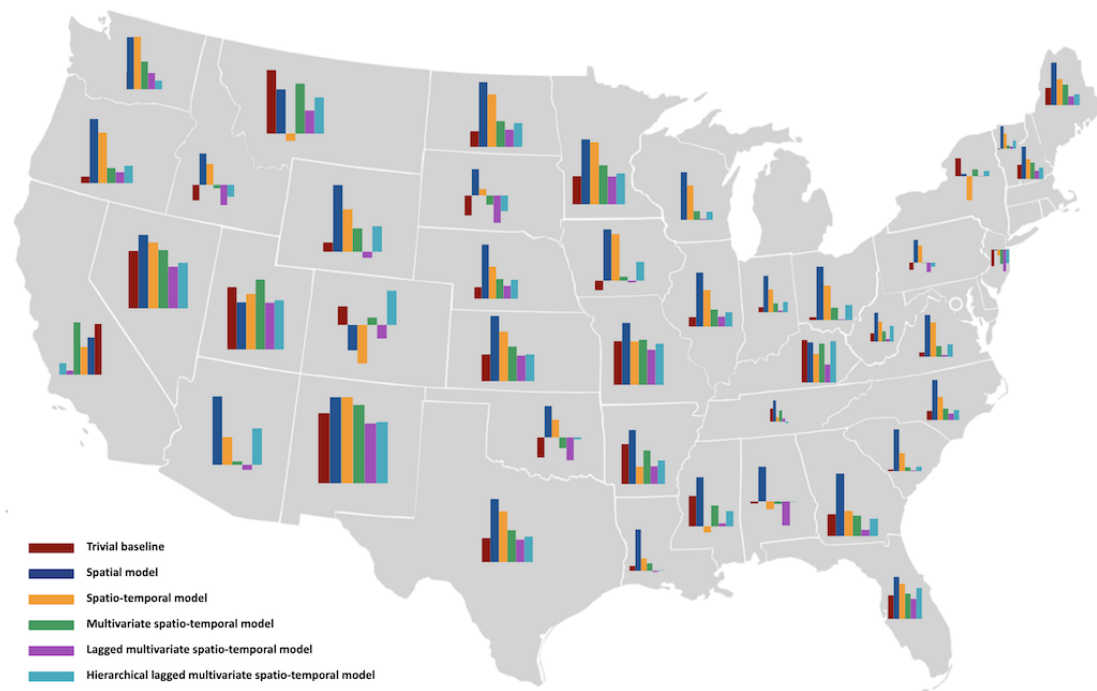 Trivial baseline
Spatial model
Spatio-temporal model
Multivariate spatio-temporal model
Lagged multivariate spatio-temporal model
Hierarchical lagged multivariate spatio-temporal model